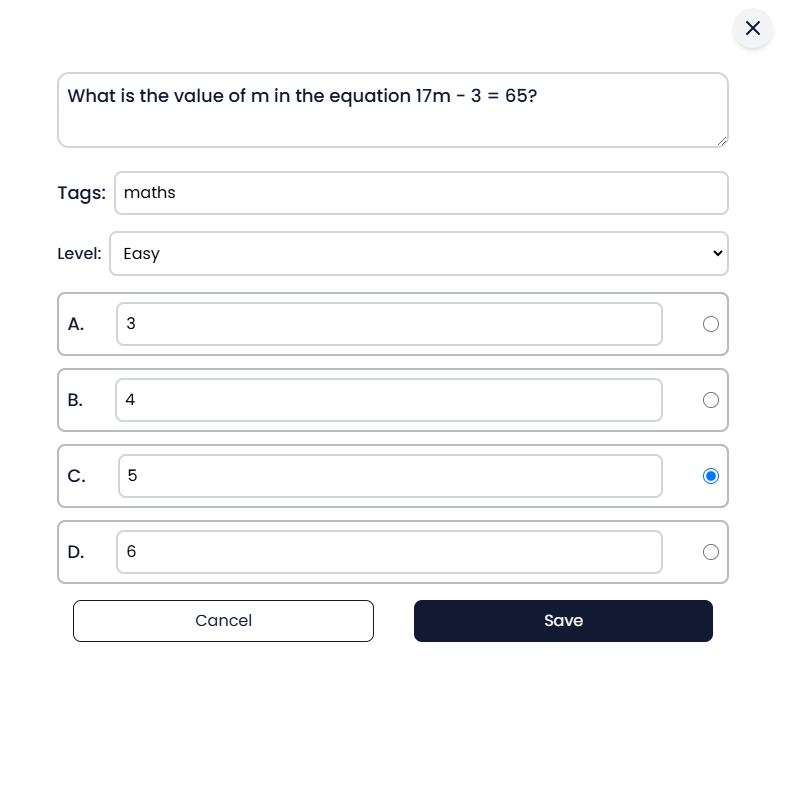 What is the value of m in the equation 17m - 3 = 65?
Tags: maths
Level: Easy
A. 3
B. 4
C. 5
D. 6
Cancel Save